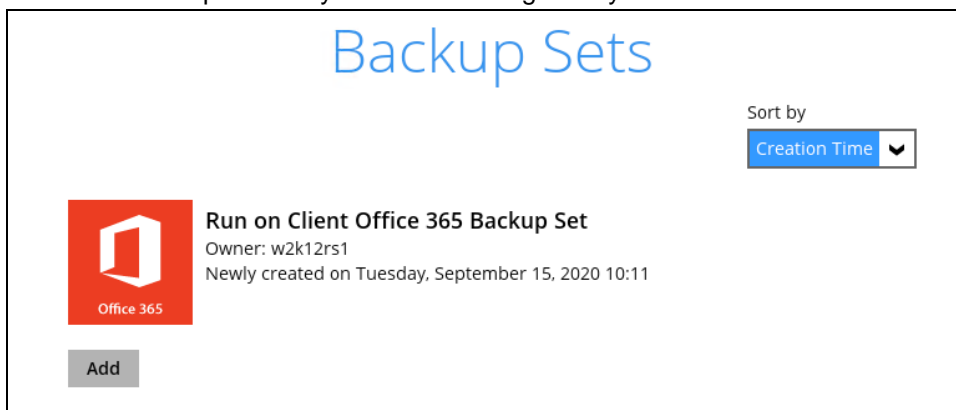 Backup Sets
Sort by
Creation Time
Run on Client Office 365 Backup Set
Owner: w2k12rs1
Newly created on Tuesday, September 15, 2020 10:11
Office 365
Add